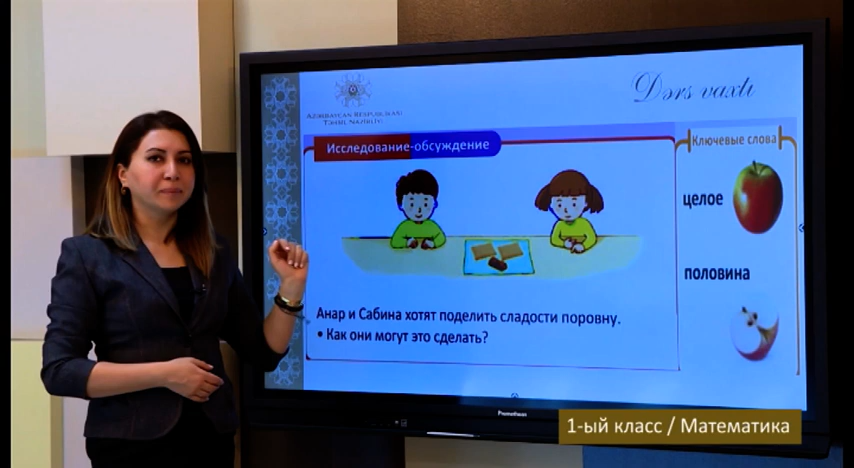 Dərs vaxtı
AZƏRBAYCAN RESPUBLİKASI
TƏHSİL NAZİRLİYİ
Исследование-обсуждение
Ключевые слова
целое
половина
Анар и Сабина хотят поделить сладости поровну.
• Как они могут это сделать?
Promethean
1-ый класс / Математика